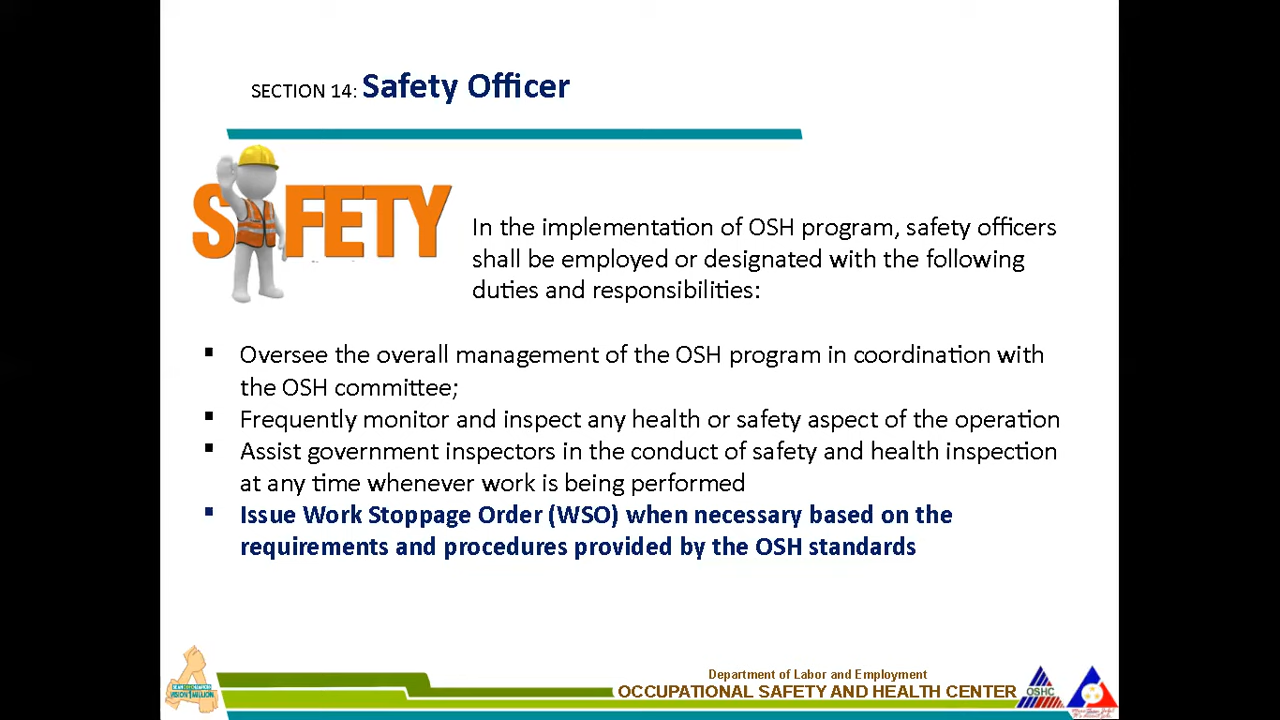 SECTION 14: Safety Officer
SAFETY
In the implementation of OSH program, safety officers
shall be employed or designated with the following
duties and responsibilities:
▪ Oversee the overall management of the OSH program in coordination with
the OSH committee;
▪ Frequently monitor and inspect any health or safety aspect of the operation
▪ Assist government inspectors in the conduct of safety and health inspection
at any time whenever work is being performed
▪ Issue Work Stoppage Order (WSO) when necessary based on the
requirements and procedures provided by the OSH standards
Department of Labor and Employment
OCCUPATIONAL SAFETY AND HEALTH CENTER
OSHC
VISION 1 MILLION